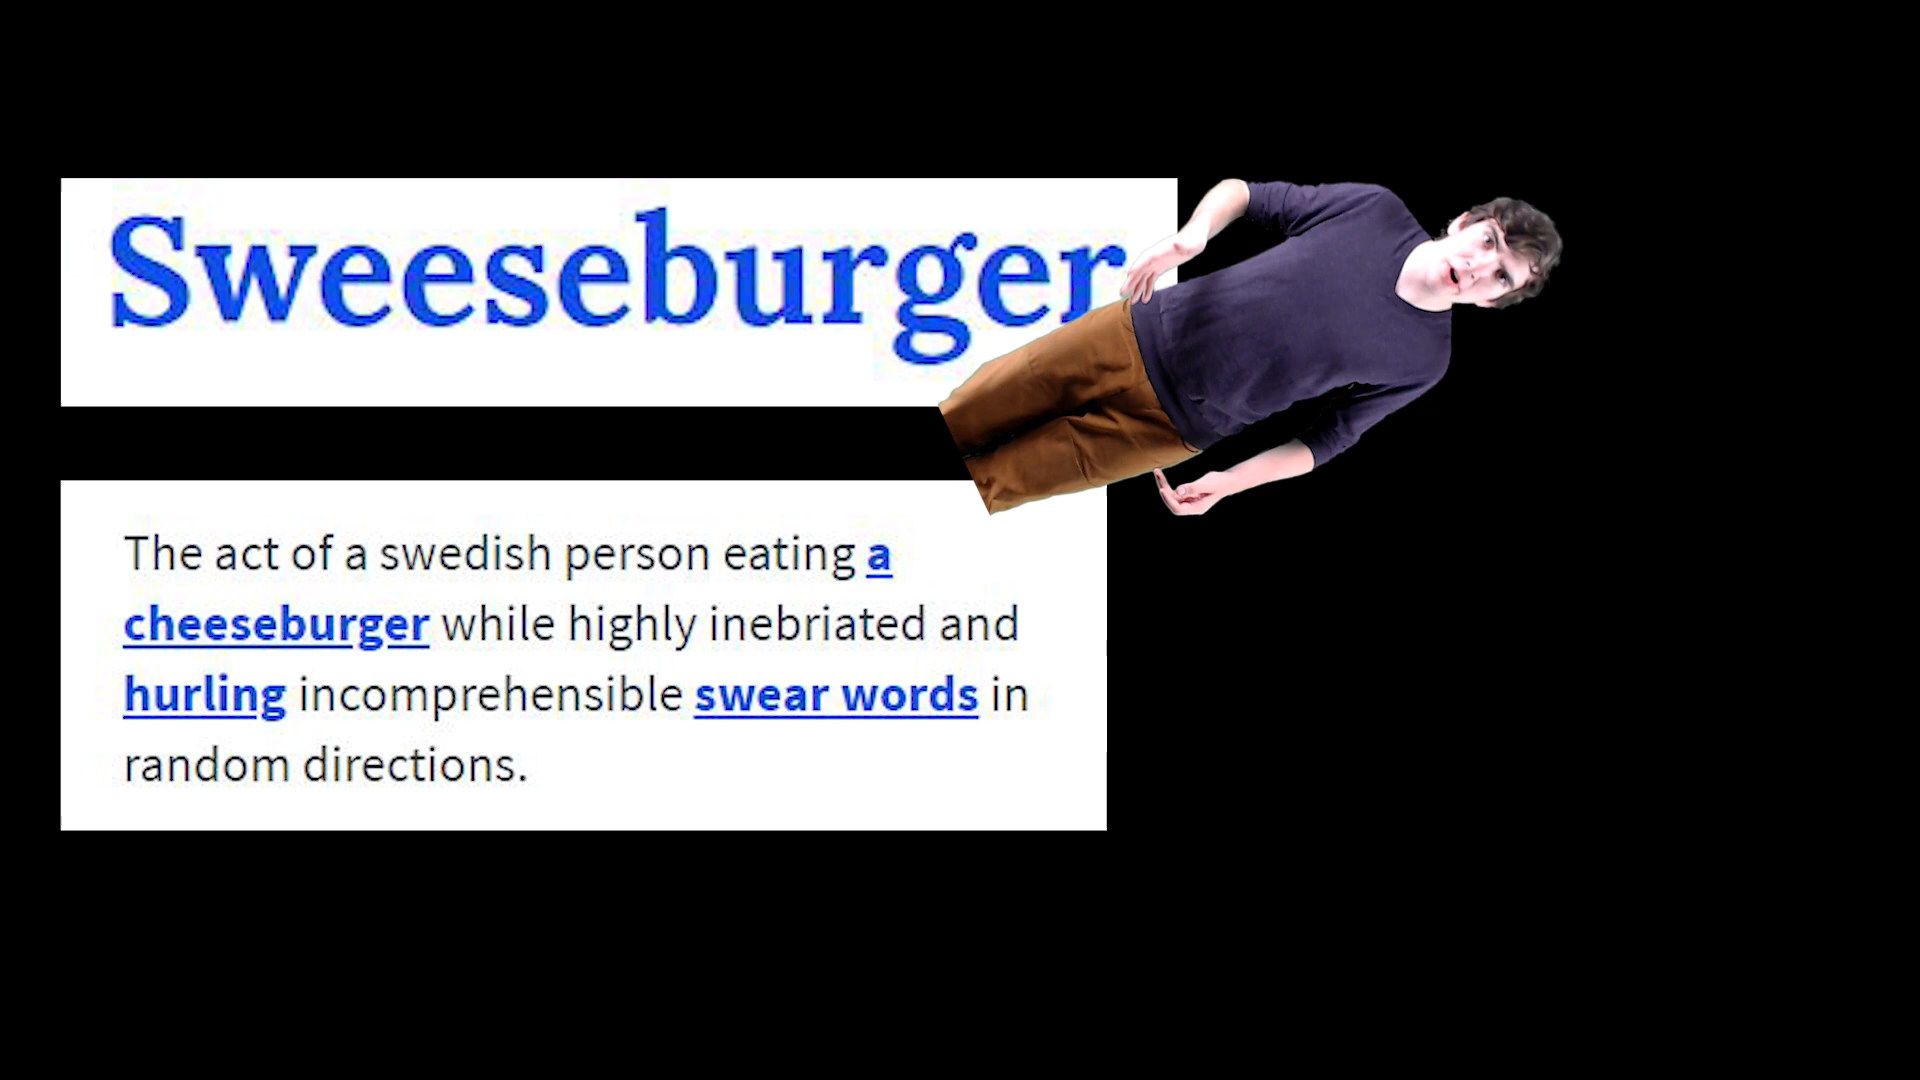 Sweeseburger
The act of a swedish person eating a
cheeseburger while highly inebriated and
hurling incomprehensible swear words in
random directions.